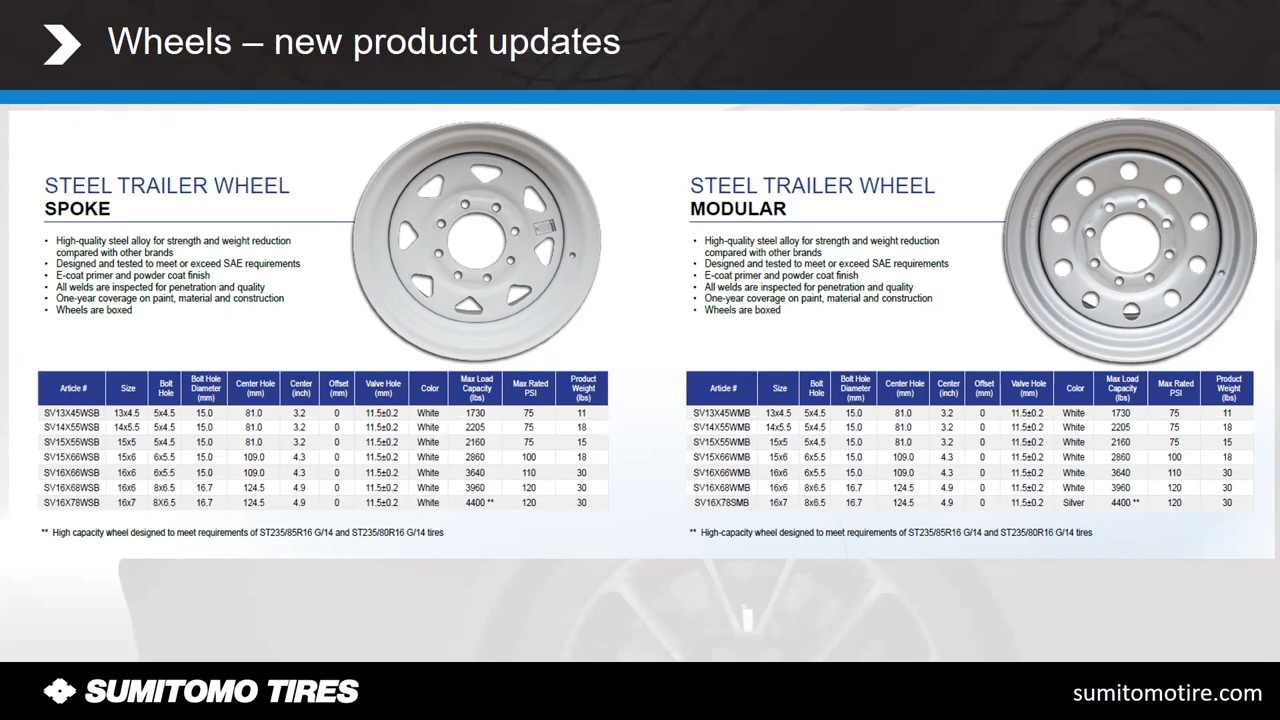 Wheels – new product updates
STEEL TRAILER WHEEL
SPOKE
• High-quality steel alloy for strength and weight reduction
compared with other brands
• Designed and tested to meet or exceed SAE requirements
• E-coat primer and powder coat finish
• All welds are inspected for penetration and quality
• One-year coverage on paint, material and construction
• Wheels are boxed
Article # Size Bolt Hole Bolt Hole Diameter (mm) Center Hole (mm) Center (inch) Offset (mm) Valve Hole (mm) Color Max Load Capacity (lbs) Max Rated PSI Product Weight (lbs)
SV13X45WSB 13x4.5 5x4.5 15.0 81.0 3.2 0 11.5±0.2 White 1730 75 11
SV14X55WSB 14x5.5 5x4.5 15.0 81.0 3.2 0 11.5±0.2 White 2205 75 18
SV15X55WSB 15x5 5x4.5 15.0 81.0 3.2 0 11.5±0.2 White 2160 75 15
SV15X66WSB 15x6 6x5.5 15.0 109.0 4.3 0 11.5±0.2 White 2860 100 18
SV16X66WSB 16x6 6x5.5 15.0 109.0 4.3 0 11.5±0.2 White 3640 110 30
SV16X68WSB 16x6 8X6.5 16.7 124.5 4.9 0 11.5±0.2 White 3960 120 30
SV16X78WSB 16x7 8X6.5 16.7 124.5 4.9 0 11.5±0.2 White 4400 ** 120 30
** High capacity wheel designed to meet requirements of ST235/85R16 G/14 and ST235/80R16 G/14 tires
STEEL TRAILER WHEEL
MODULAR
• High-quality steel alloy for strength and weight reduction
compared with other brands
• Designed and tested to meet or exceed SAE requirements
• E-coat primer and powder coat finish
• All welds are inspected for penetration and quality
• One-year coverage on paint, material and construction
• Wheels are boxed
Article # Size Bolt Hole Bolt Hole Diameter (mm) Center Hole (mm) Center (inch) Offset (mm) Valve Hole (mm) Color Max Load Capacity (lbs) Max Rated PSI Product Weight (lbs)
SV13X45WMB 13x4.5 5x4.5 15.0 81.0 3.2 0 11.5±0.2 White 1730 75 11
SV14X55WMB 14x5.5 5x4.5 15.0 81.0 3.2 0 11.5±0.2 White 2205 75 18
SV15X55WMB 15x5 5x4.5 15.0 81.0 3.2 0 11.5±0.2 White 2160 75 15
SV15X66WMB 15x6 6x5.5 15.0 109.0 4.3 0 11.5±0.2 White 2860 100 18
SV16X66WMB 16x6 6x5.5 15.0 109.0 4.3 0 11.5±0.2 White 3640 110 30
SV16X68WMB 16x6 8x6.5 16.7 124.5 4.9 0 11.5±0.2 White 3960 120 30
SV16X78SMB 16x7 8x6.5 16.7 124.5 4.9 0 11.5±0.2 Silver 4400 ** 120 30
** High-capacity wheel designed to meet requirements of ST235/85R16 G/14 and ST235/80R16 G/14 tires
SUMITOMO TIRES
sumitomotire.com